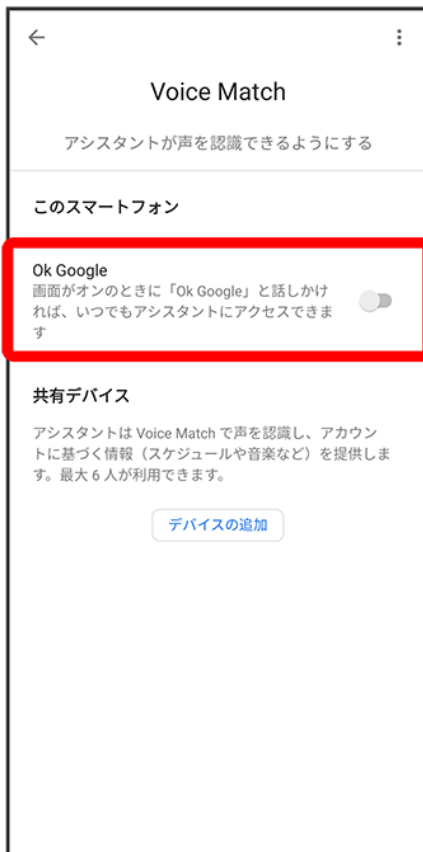 Voice Match
アシスタントが声を認識できるようにする
このスマートフォン
Ok Google
画面がオンのときに「Ok Google」と話しかけ
れば、いつでもアシスタントにアクセスできま
す
共有デバイス
アシスタントは Voice Match で声を認識し、アカウン
トに基づく情報（スケジュールや音楽など）を提供しま
す。最大 6 人が利用できます。
デバイスの追加